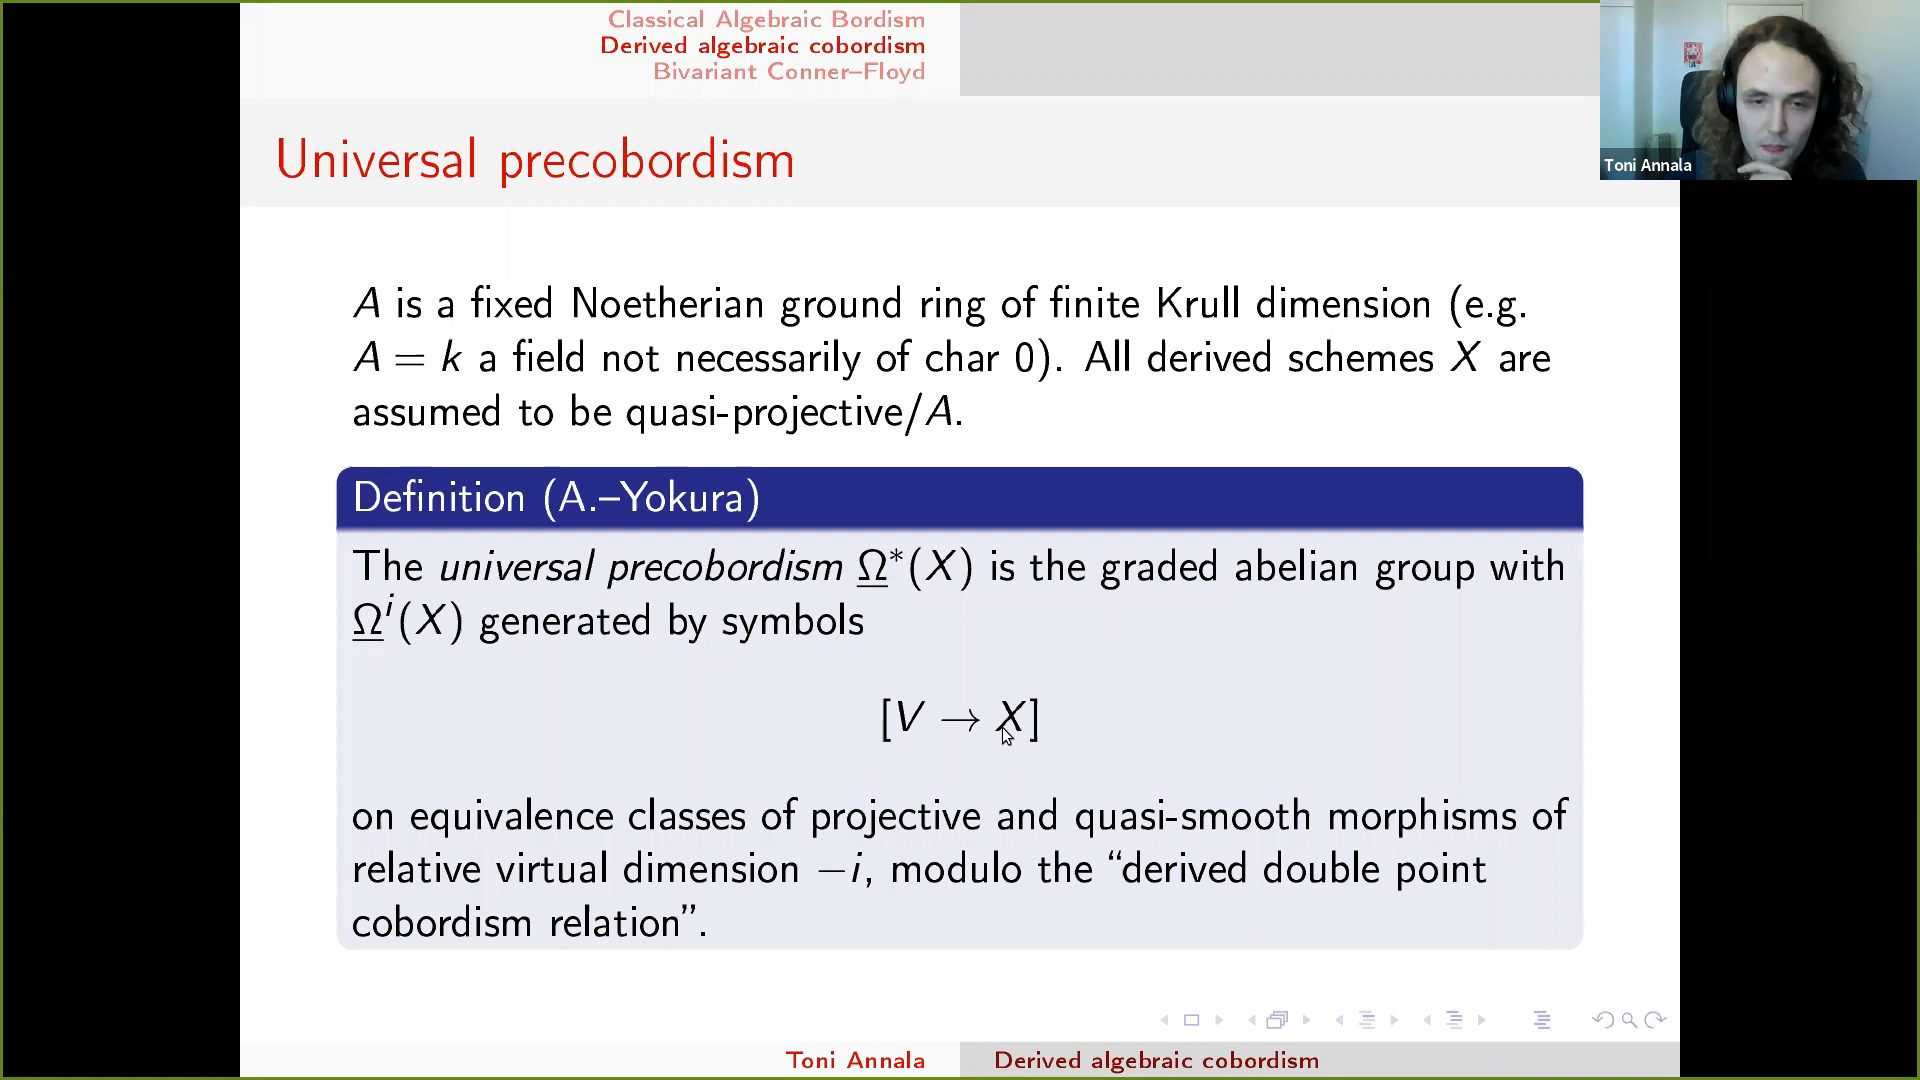 Classical Algebraic Bordism
Derived algebraic cobordism
Bivariant Conner–Floyd
Toni Annala
Universal precobordism
A is a fixed Noetherian ground ring of finite Krull dimension (e.g.
A = k a field not necessarily of char 0). All derived schemes X are
assumed to be quasi-projective/A.
Definition (A.–Yokura)
The universal precobordism Ω̲*(X) is the graded abelian group with
Ω̲ⁱ(X) generated by symbols
[V → X]
on equivalence classes of projective and quasi-smooth morphisms of
relative virtual dimension −i, modulo the “derived double point
cobordism relation”.
Toni Annala
Derived algebraic cobordism